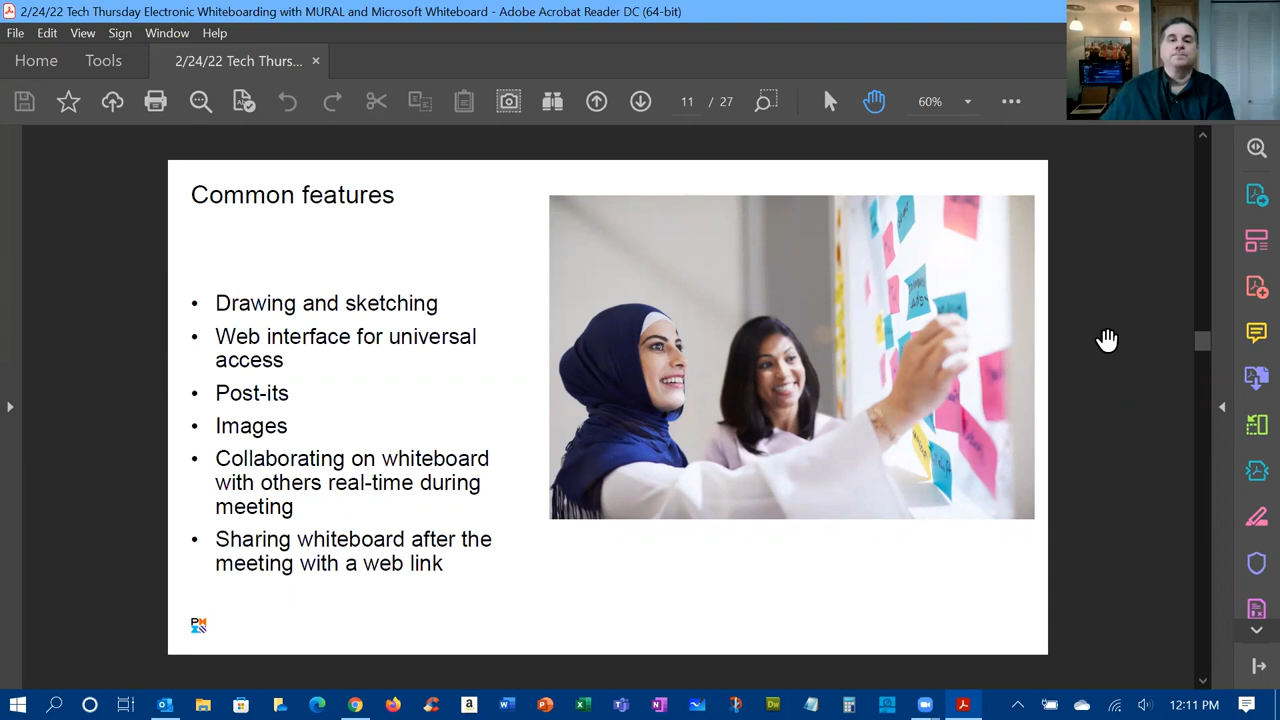 2/24/22 Tech Thursday Electronic Whiteboarding with MURAL and Microsoft Whiteboard - Adobe Acrobat Reader DC (64-bit)
File Edit View Sign Window Help
Home Tools 2/24/22 Tech Thurs... ×
11 / 27 60%
Common features
• Drawing and sketching
• Web interface for universal
access
• Post-its
• Images
• Collaborating on whiteboard
with others real-time during
meeting
• Sharing whiteboard after the
meeting with a web link
12:11 PM